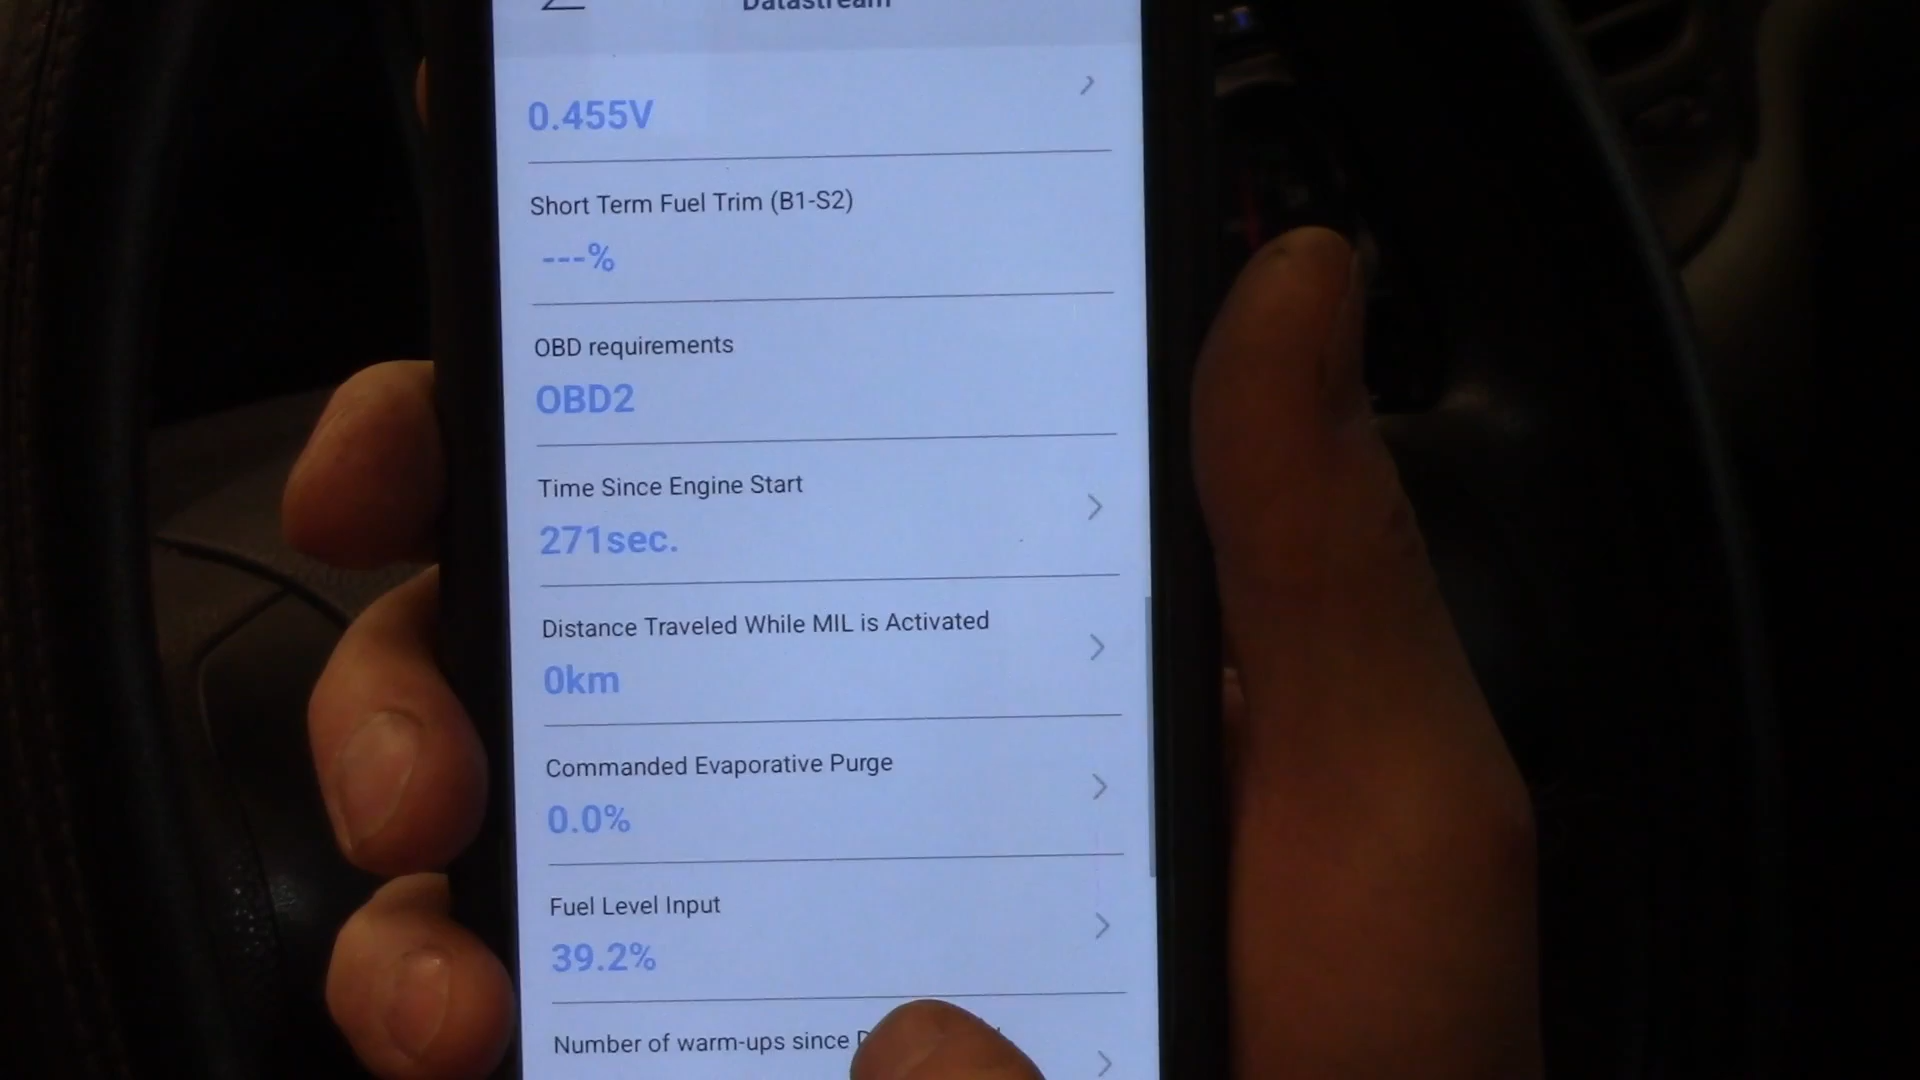 Datastream
0.455V
Short Term Fuel Trim (B1-S2)
---%
OBD requirements
OBD2
Time Since Engine Start
271sec.
Distance Traveled While MIL is Activated
0km
Commanded Evaporative Purge
0.0%
Fuel Level Input
39.2%
Number of warm-ups since